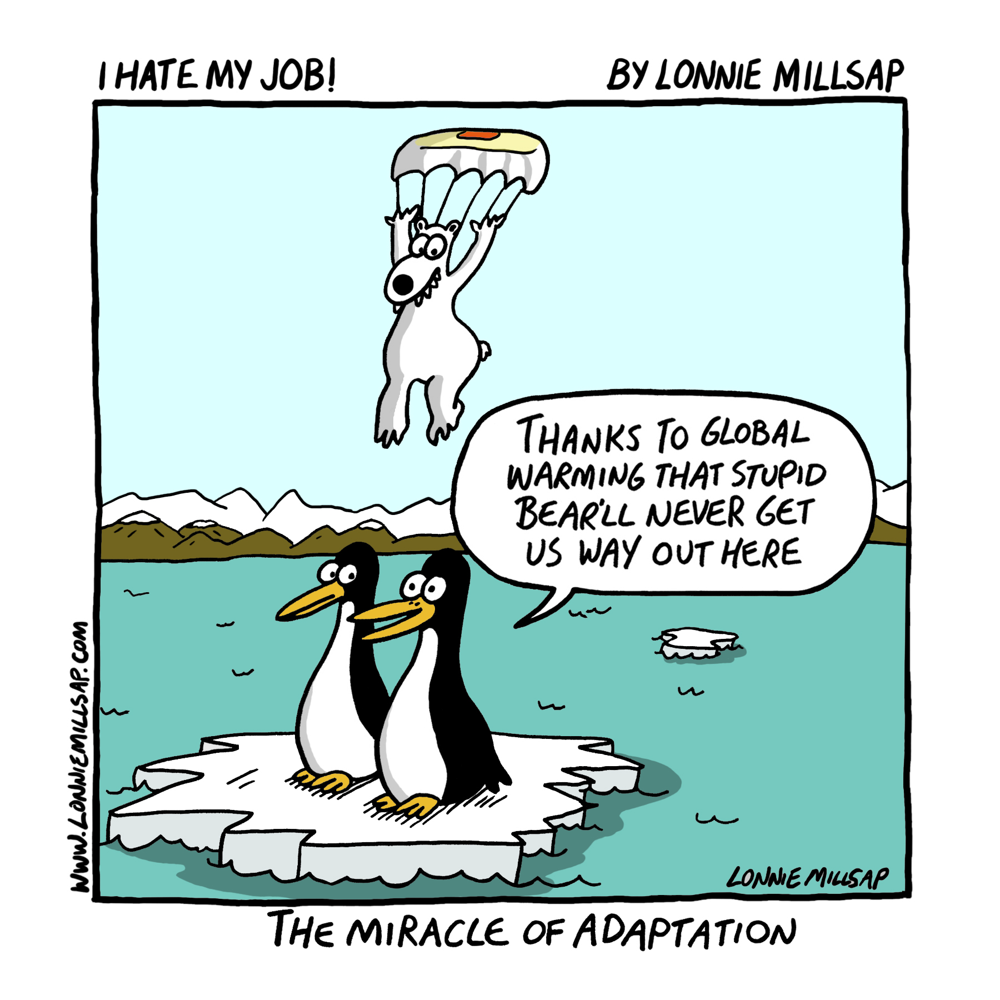 I HATE MY JOB!
BY LONNIE MILLSAP
THANKS TO GLOBAL
WARMING THAT STUPID
BEAR'LL NEVER GET
US WAY OUT HERE
WWW.LONNIEMILLSAP.COM
LONNIE MILLSAP
THE MIRACLE OF ADAPTATION